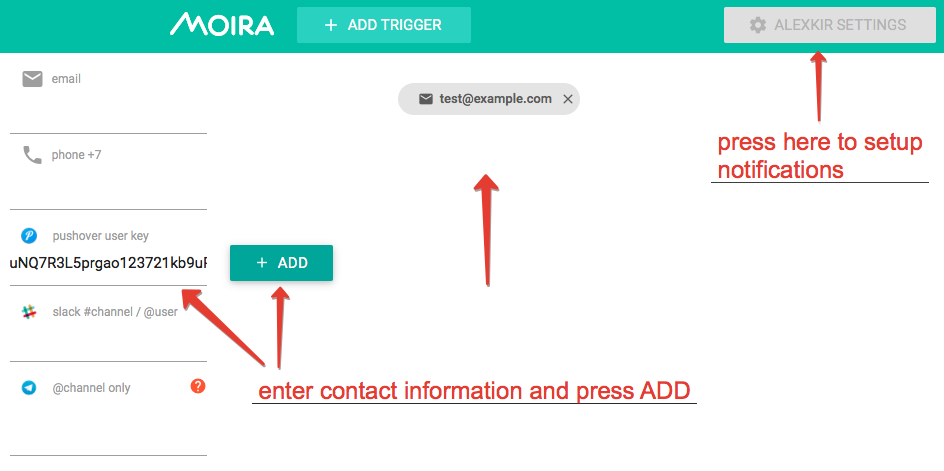 MOIRA
+ ADD TRIGGER
ALEXKIR SETTINGS
email
test@example.com
phone +7
press here to setup
notifications
pushover user key
uNQ7R3L5prgao123721kb9uF
+ ADD
slack #channel / @user
@channel only
?
enter contact information and press ADD